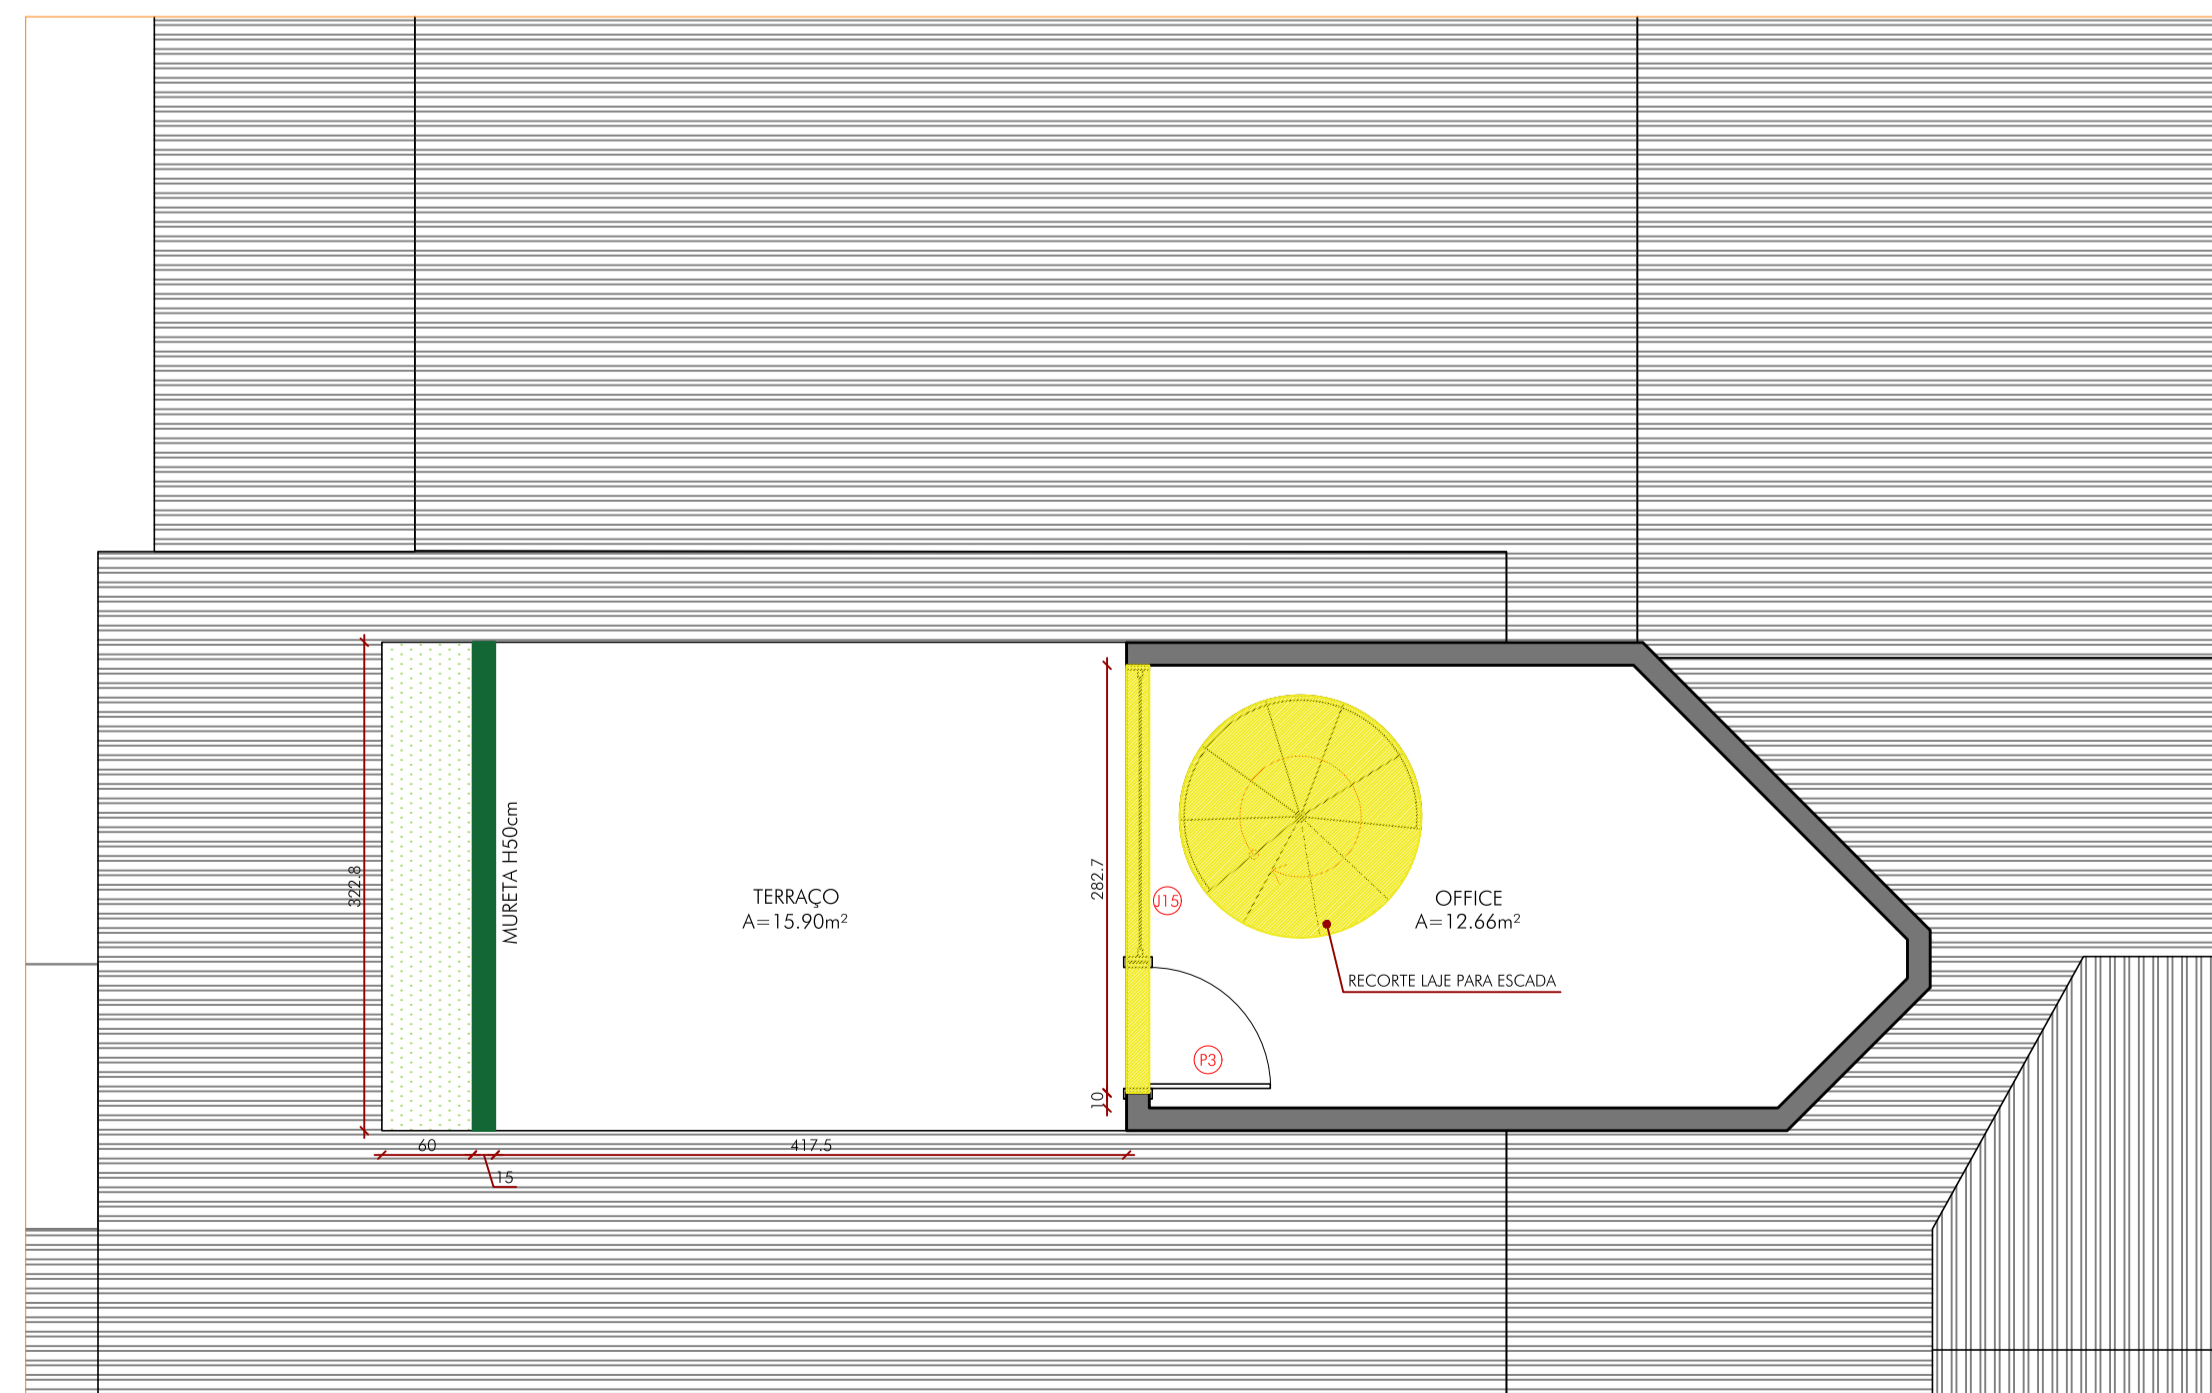 322.8
MURETA H50cm
TERRAÇO
A=15.90m²
282.7
J15
OFFICE
A=12.66m²
RECORTE LAJE PARA ESCADA
P3
10
60
417.5
15